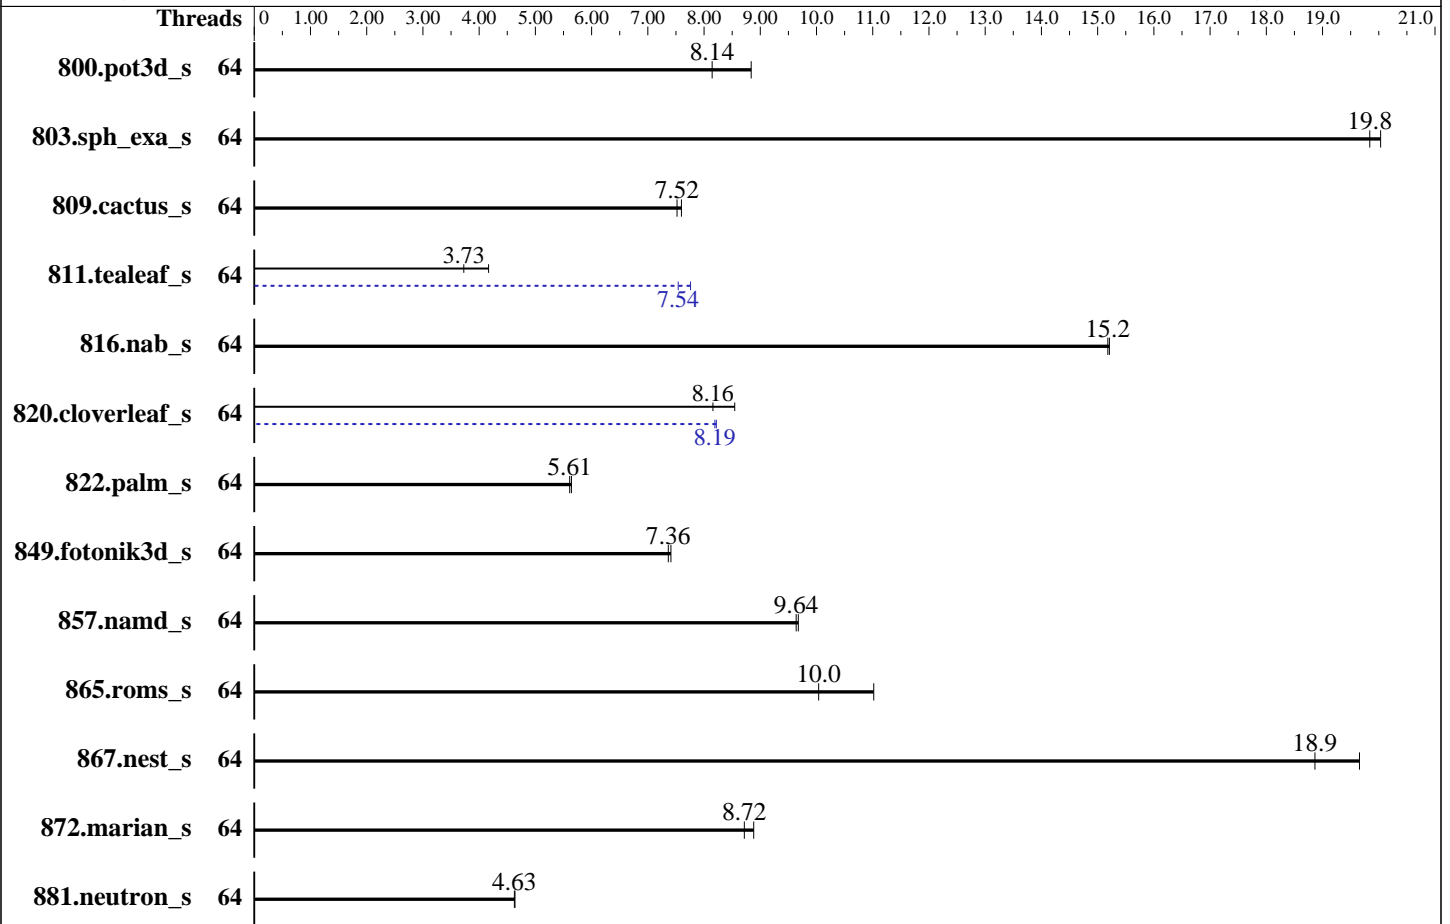 Threads 0 1.00 2.00 3.00 4.00 5.00 6.00 7.00 8.00 9.00 10.0 11.0 12.0 13.0 14.0 15.0 16.0 17.0 18.0 19.0 21.0
8.14
800.pot3d_s 64
19.8
803.sph_exa_s 64
7.52
809.cactus_s 64
3.73
811.tealeaf_s 64
7.54
15.2
816.nab_s 64
8.16
820.cloverleaf_s 64
8.19
5.61
822.palm_s 64
7.36
849.fotonik3d_s 64
9.64
857.namd_s 64
10.0
865.roms_s 64
18.9
867.nest_s 64
8.72
872.marian_s 64
4.63
881.neutron_s 64